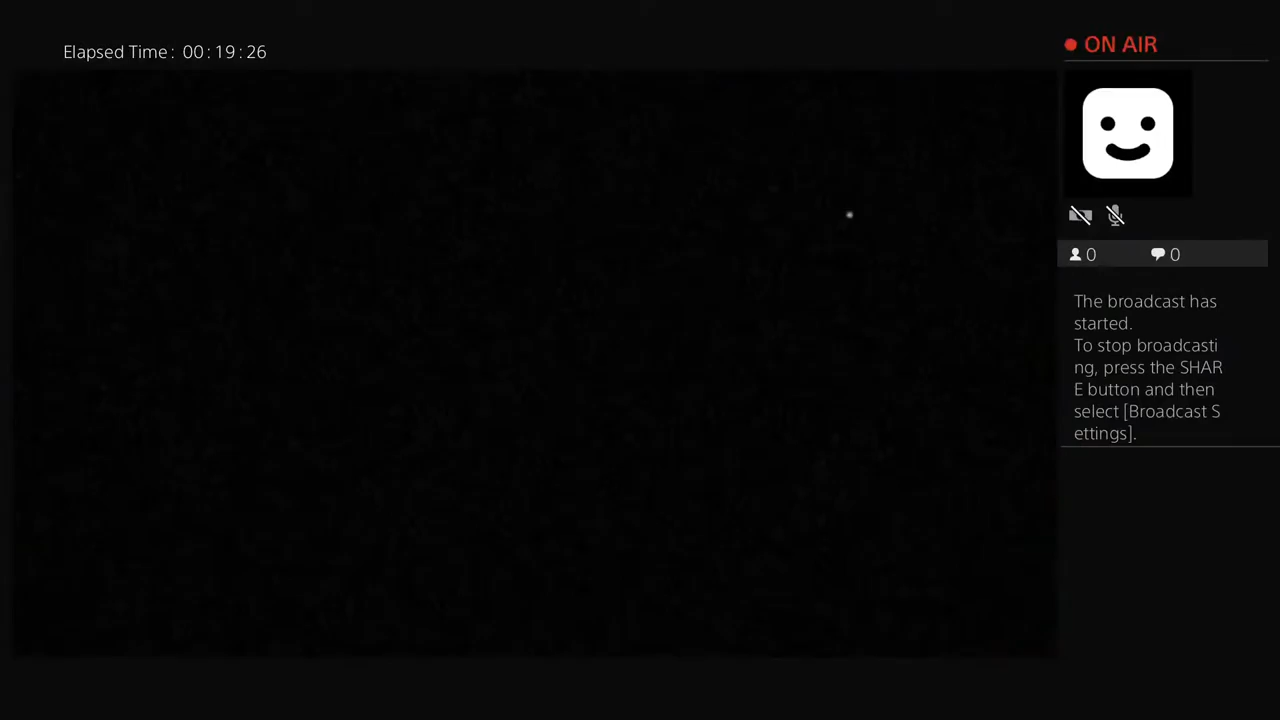 Elapsed Time: 00:19:26
ON AIR
0 0
The broadcast has
started.
To stop broadcasti
ng, press the SHAR
E button and then
select [Broadcast S
ettings].